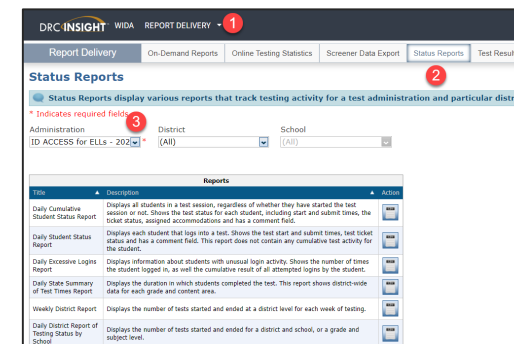 DRC INSIGHT WIDA REPORT DELIVERY 1
Report Delivery On-Demand Reports Online Testing Statistics Screener Data Export Status Reports Test Resul
2
Status Reports
Status Reports display various reports that track testing activity for a test administration and particular distr
* Indicates required fields
3
Administration District School
ID ACCESS for ELLs - 202 * (All) (All)
Reports
Title Description Action
Daily Cumulative
Student Status Report
Displays all students in a test session, regardless of whether they have started the test
session or not. Shows the test status for each student, including start and submit times, the
ticket status, assigned accommodations and has a comment field.
Daily Student Status
Report
Displays each student that logs into a test. Shows the test start and submit times, test ticket
status and has a comment field. This report does not contain any cumulative test activity for
the student.
Daily Excessive Logins
Report
Displays information about students with unusual login activity. Shows the number of times
the student logged in, as well the cumulative result of all attempted logins by the student.
Daily State Summary
of Test Times Report
Displays the duration in which students completed the test. This report shows district-wide
data for each grade and content area.
Weekly District Report
Displays the number of tests started and ended at a district level for each week of testing.
Daily District Report of
Testing Status by
School
Displays the number of tests started and ended for a district and school, or a grade and
subject level.